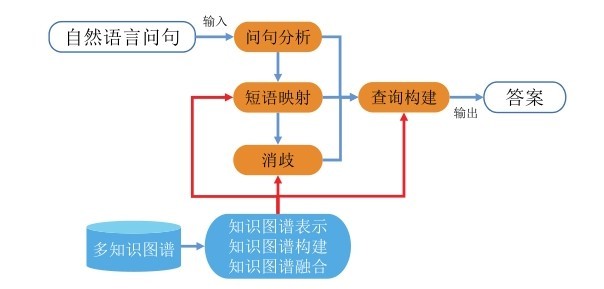 自然语言问句
输入
问句分析
短语映射
查询构建
输出
答案
消歧
多知识图谱
知识图谱表示
知识图谱构建
知识图谱融合